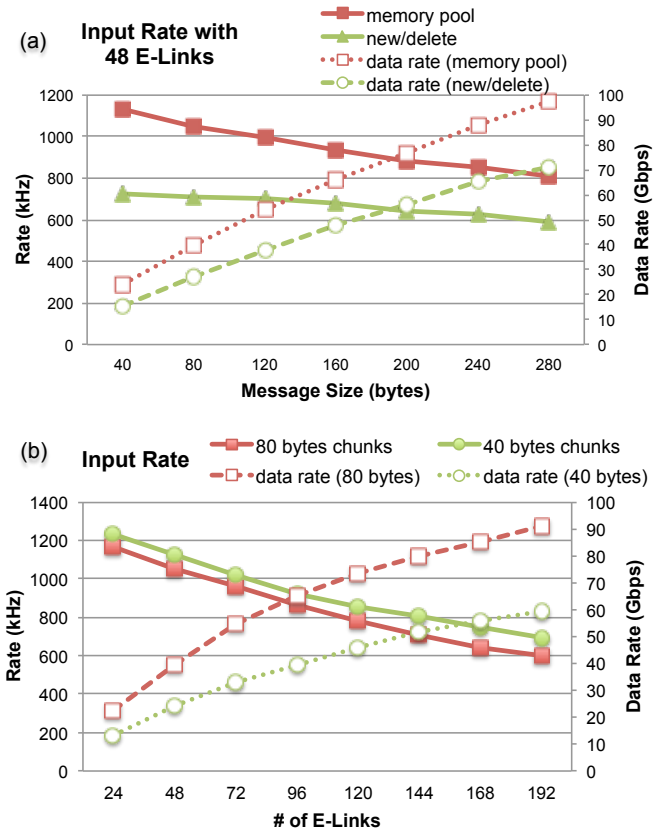 (a)
Input Rate with
48 E-Links
memory pool
new/delete
data rate (memory pool)
data rate (new/delete)
1200
1000
800
600
400
200
0
Rate (kHz)
100
90
80
70
60
50
40
30
20
10
0
Data Rate (Gbps)
40 80 120 160 200 240 280
Message Size (bytes)
(b)
Input Rate
80 bytes chunks
40 bytes chunks
data rate (80 bytes)
data rate (40 bytes)
1400
1200
1000
800
600
400
200
0
Rate (kHz)
100
90
80
70
60
50
40
30
20
10
0
Data Rate (Gbps)
24 48 72 96 120 144 168 192
# of E-Links